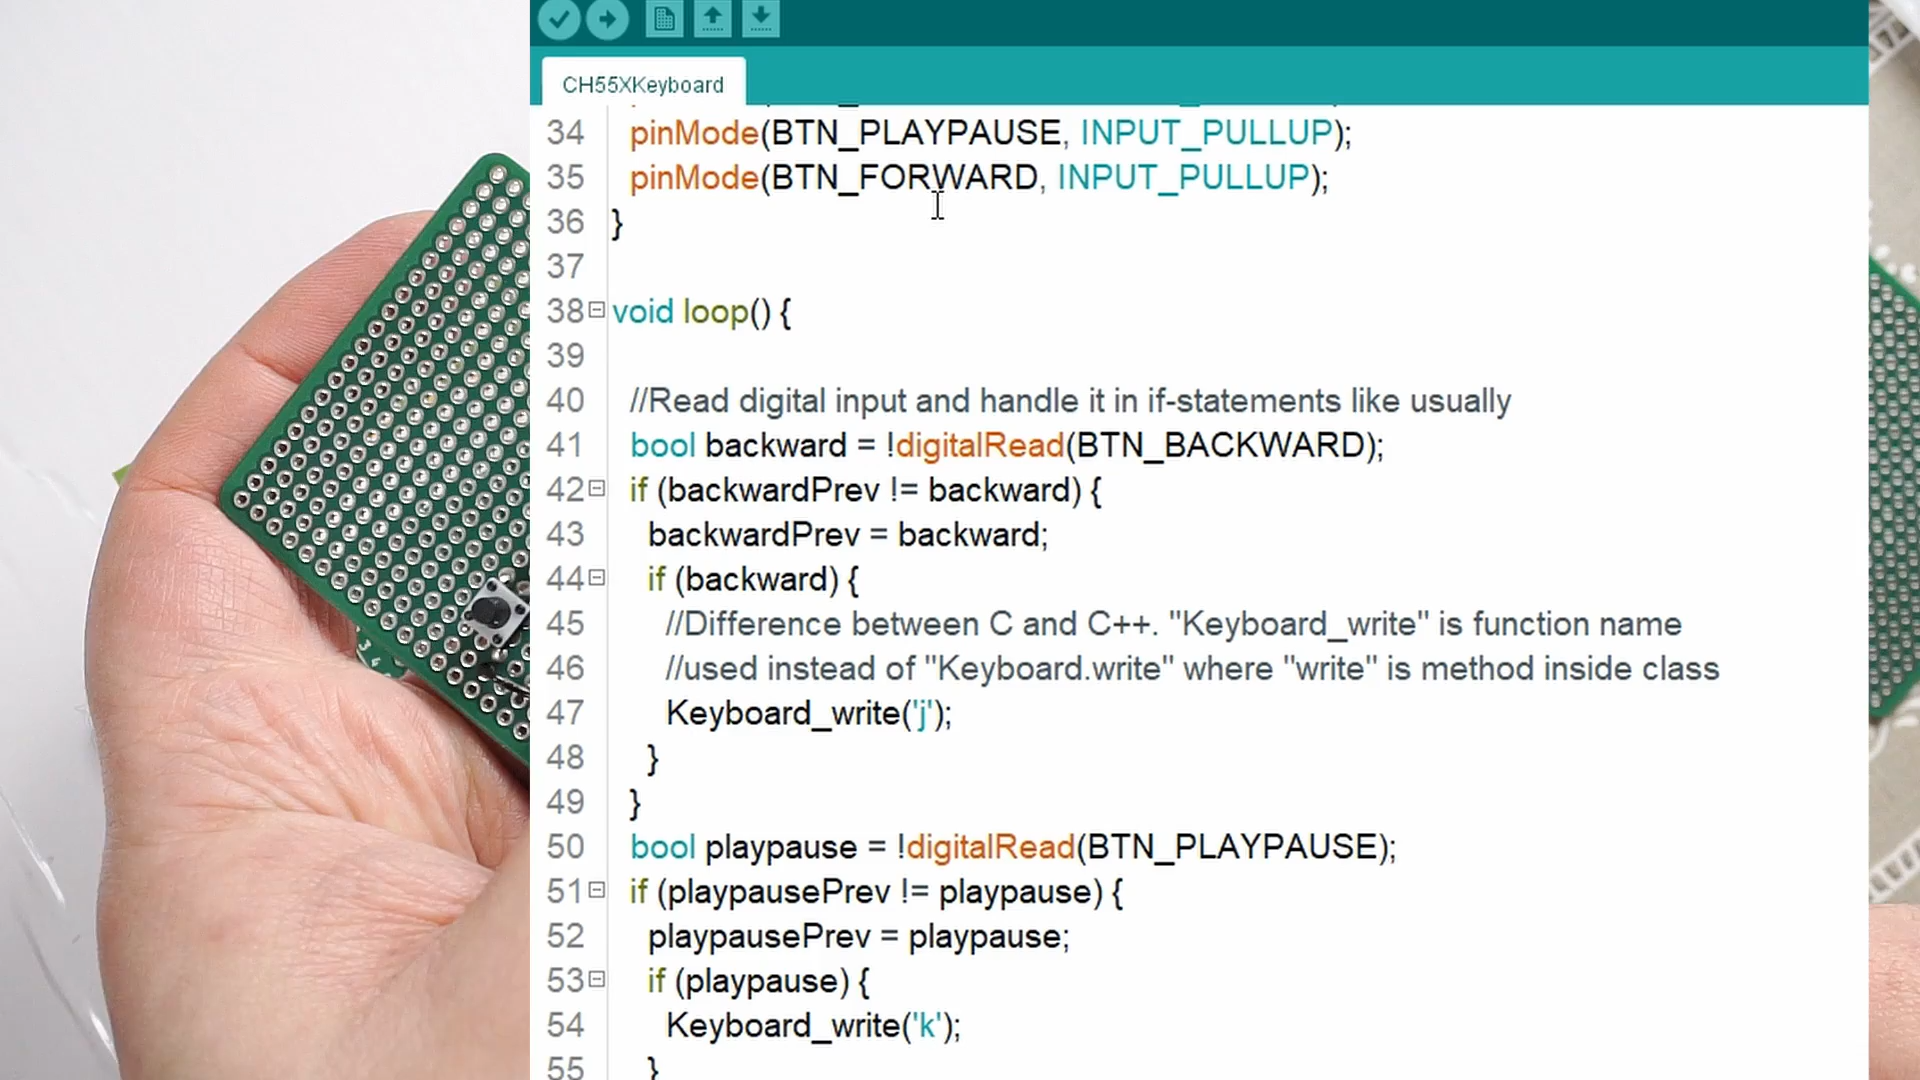 CH55XKeyboard
34 pinMode(BTN_PLAYPAUSE, INPUT_PULLUP);
35 pinMode(BTN_FORWARD, INPUT_PULLUP);
36 }
37
38 void loop() {
39
40 //Read digital input and handle it in if-statements like usually
41 bool backward = !digitalRead(BTN_BACKWARD);
42 if (backwardPrev != backward) {
43 backwardPrev = backward;
44 if (backward) {
45 //Difference between C and C++. "Keyboard_write" is function name
46 //used instead of "Keyboard.write" where "write" is method inside class
47 Keyboard_write('j');
48 }
49 }
50 bool playpause = !digitalRead(BTN_PLAYPAUSE);
51 if (playpausePrev != playpause) {
52 playpausePrev = playpause;
53 if (playpause) {
54 Keyboard_write('k');
55 }